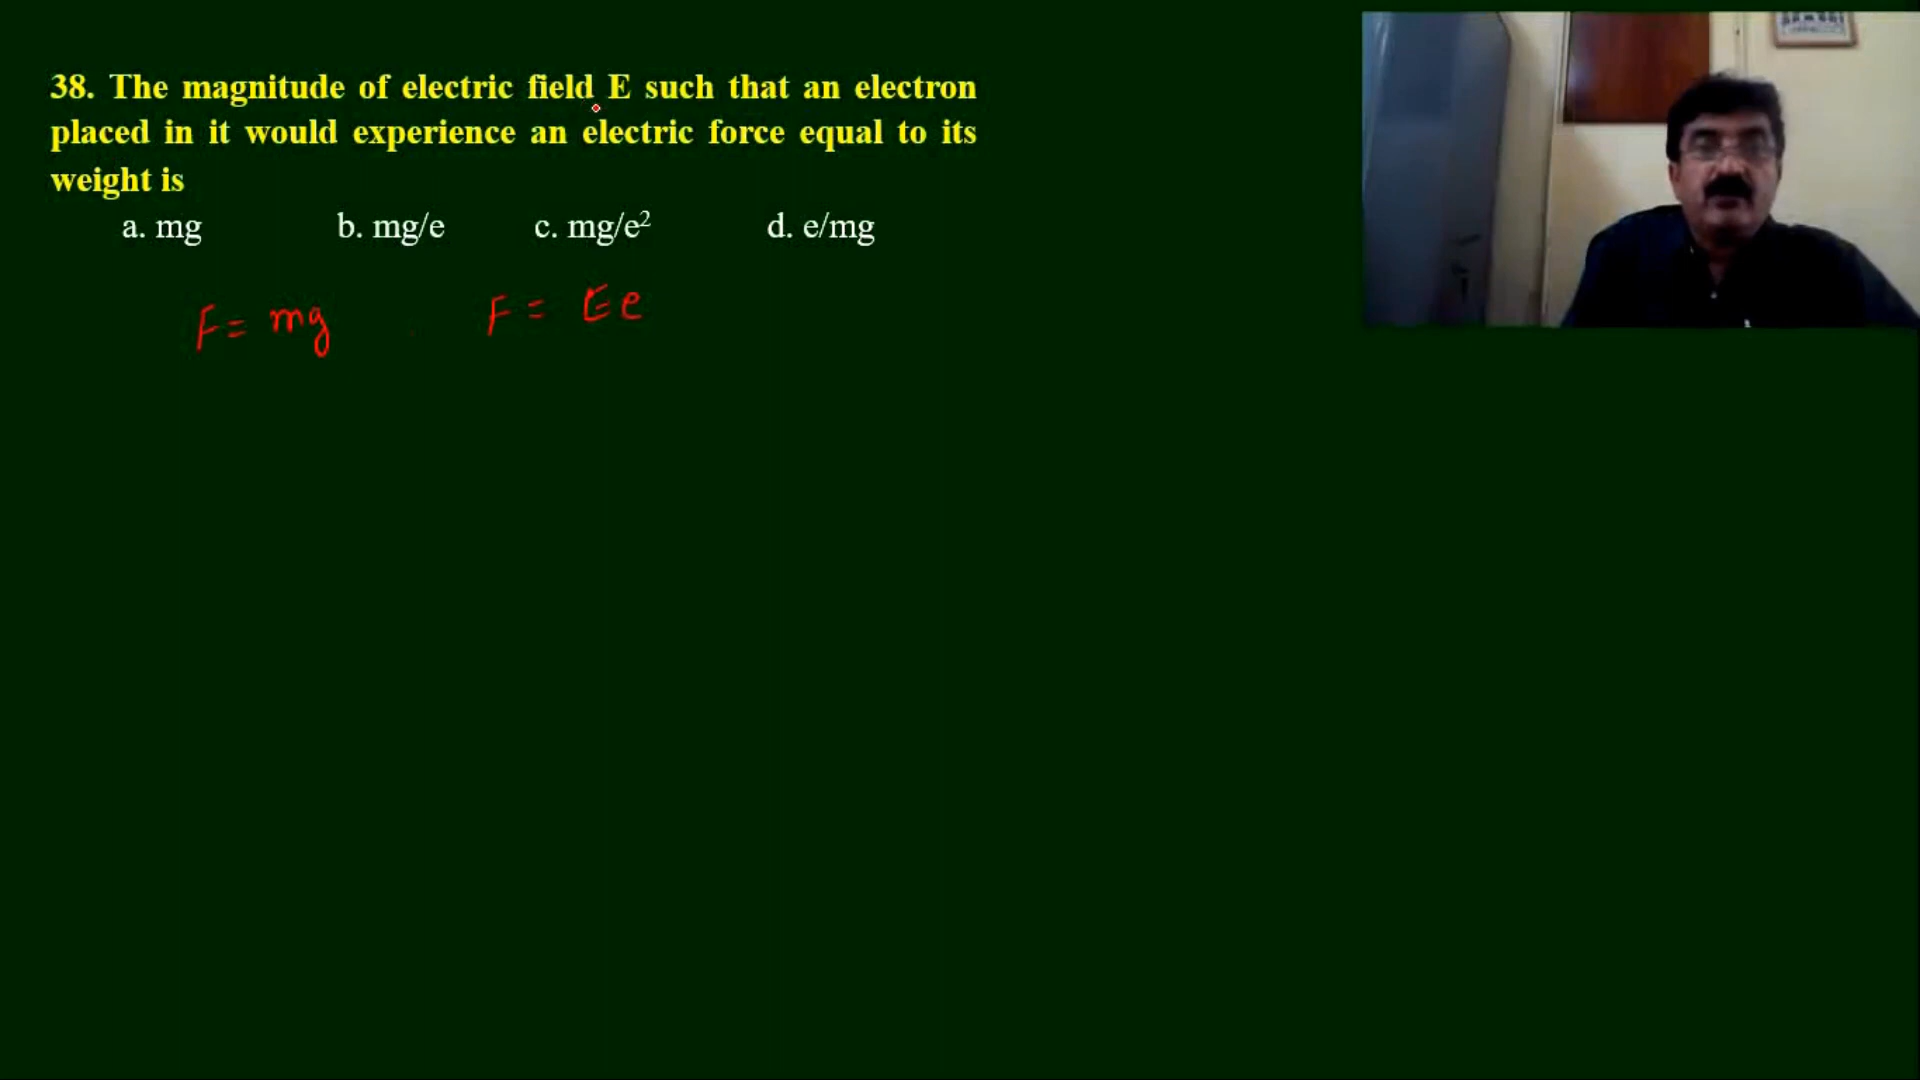 38. The magnitude of electric field E such that an electron
placed in it would experience an electric force equal to its
weight is
a. mg b. mg/e c. mg/e² d. e/mg
F = mg F = Ee